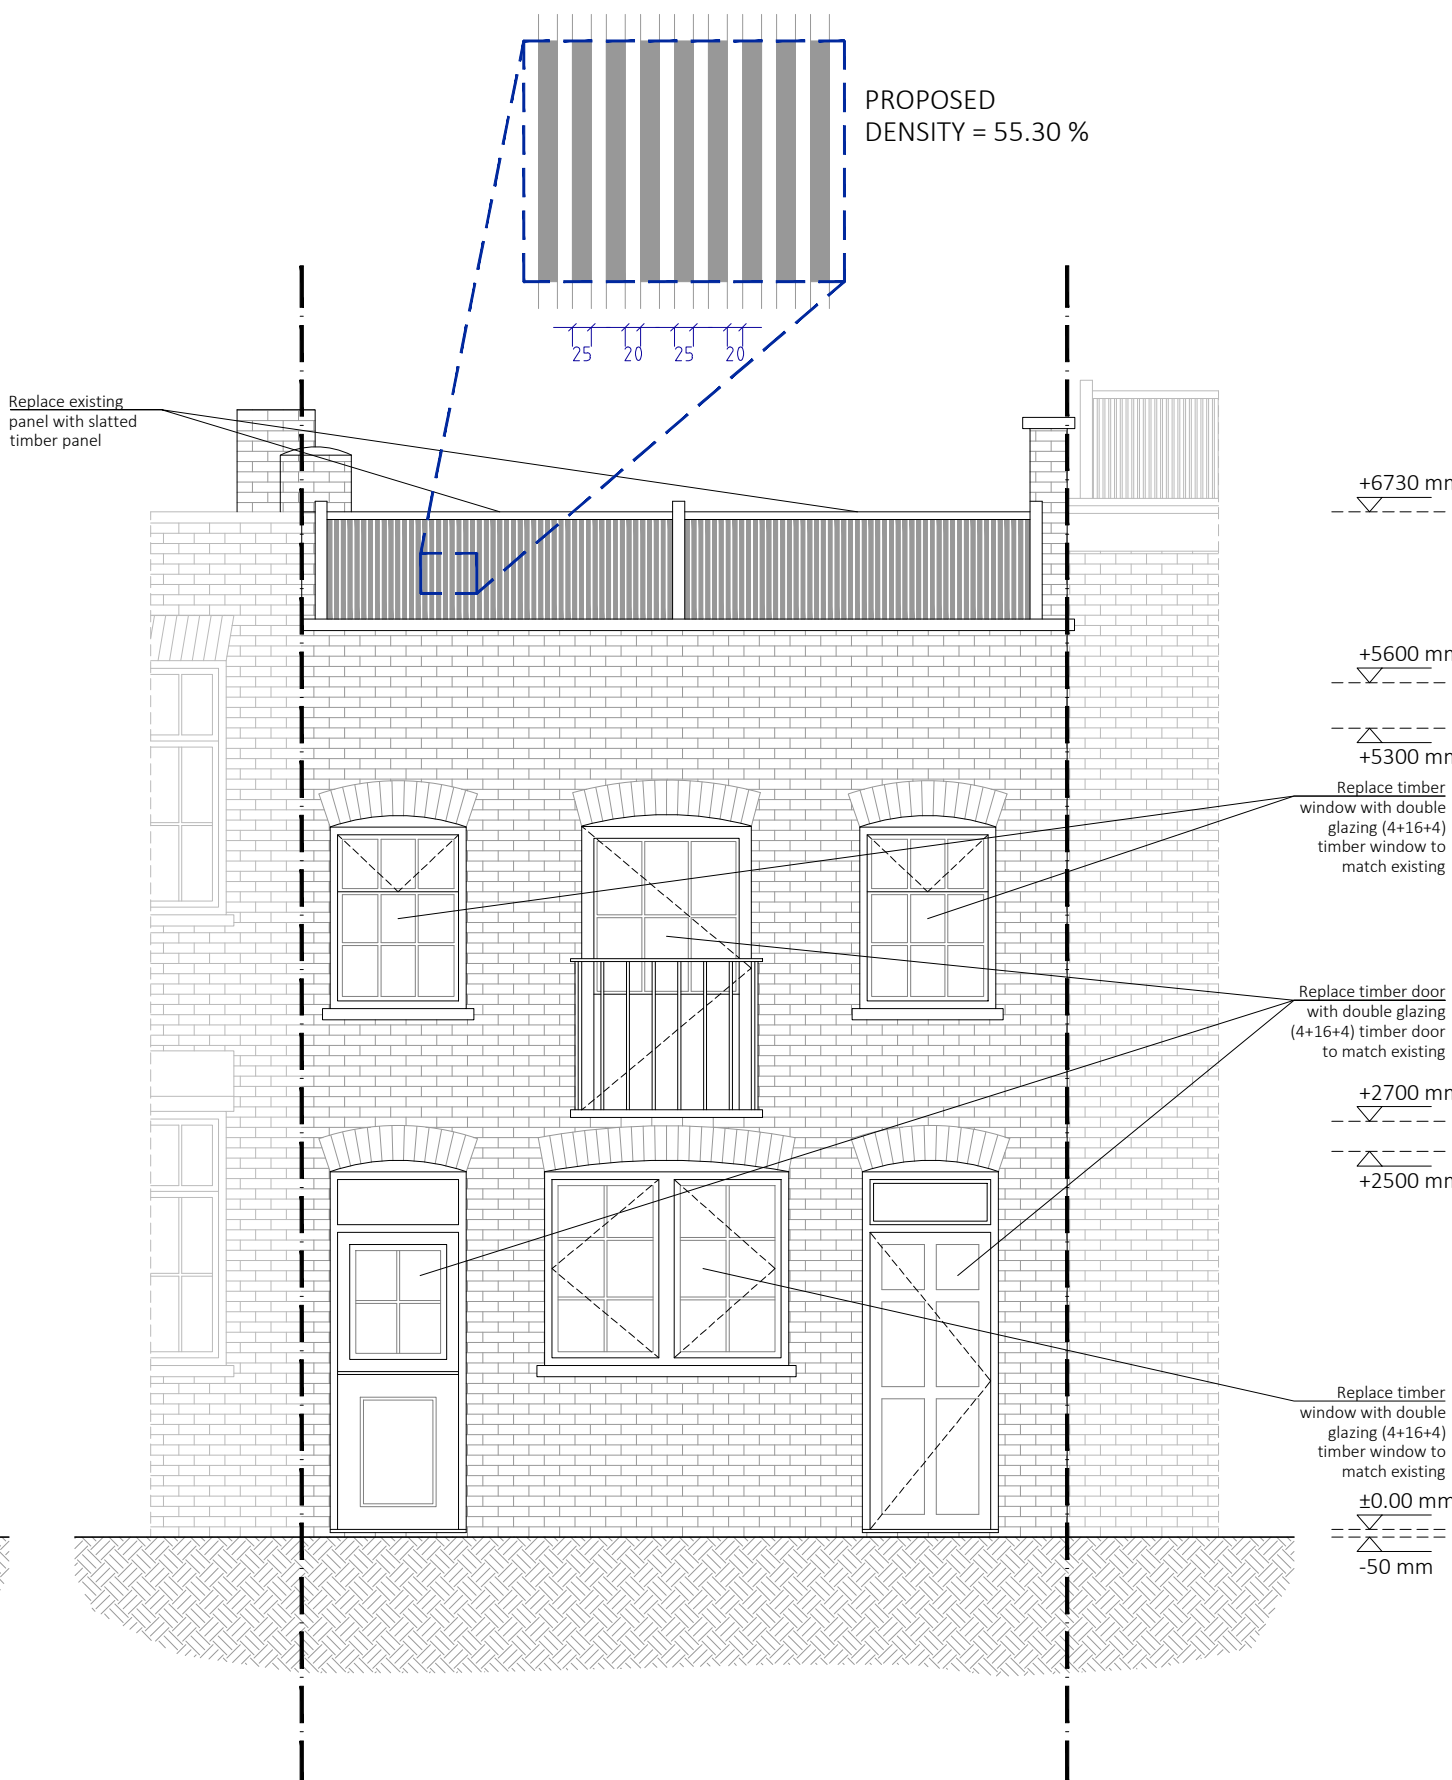 PROPOSED
DENSITY = 55.30 %
25 20 25 20
Replace existing
panel with slatted
timber panel
+6730 mm
+5600 mm
+5300 mm
Replace timber
window with double
glazing (4+16+4)
timber window to
match existing
Replace timber door
with double glazing
(4+16+4) timber door
to match existing
+2700 mm
+2500 mm
Replace timber
window with double
glazing (4+16+4)
timber window to
match existing
±0.00 mm
-50 mm